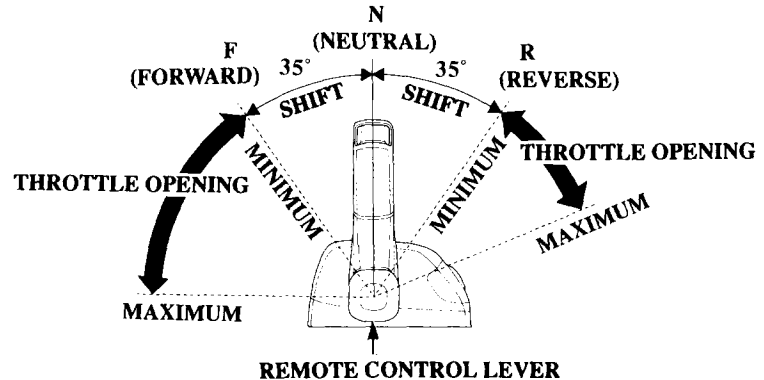 N
(NEUTRAL)
F
(FORWARD)
R
(REVERSE)
35°
35°
SHIFT
SHIFT
MINIMUM
MINIMUM
THROTTLE OPENING
THROTTLE OPENING
MAXIMUM
MAXIMUM
REMOTE CONTROL LEVER